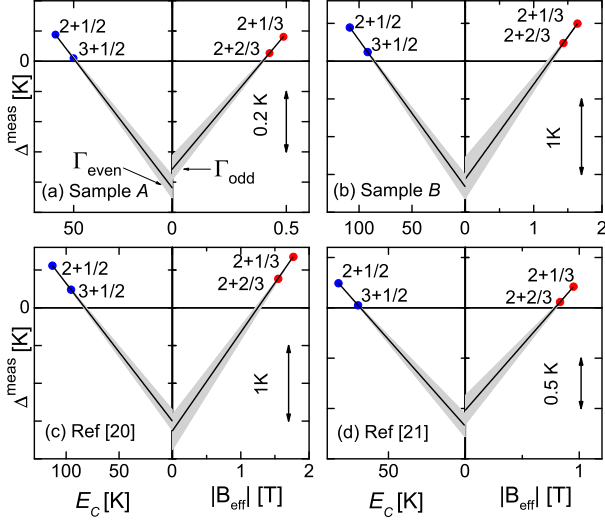 2+1/2
3+1/2
2+1/3
2+2/3
0
Δ^meas [K]
0.2 K
Γ_even
Γ_odd
(a) Sample A
50
0
0.5
2+1/2
3+1/2
2+1/3
2+2/3
1K
(b) Sample B
100
50
0
1
2
2+1/2
3+1/2
2+1/3
2+2/3
0
Δ^meas [K]
1K
(c) Ref [20]
100
50
0
1
2
E_C [K]
|B_eff| [T]
2+1/2
3+1/2
2+1/3
2+2/3
0.5 K
(d) Ref [21]
50
0
1
E_C [K]
|B_eff| [T]